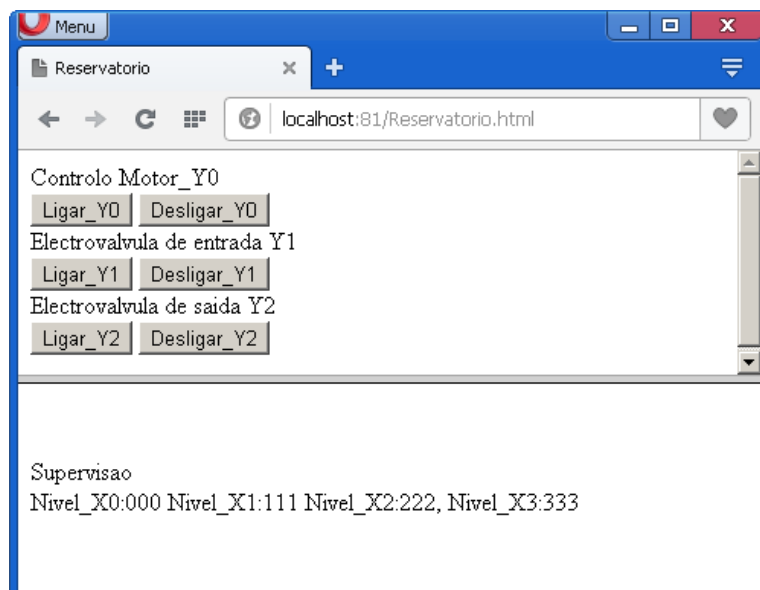 Menu
Reservatorio
localhost:81/Reservatorio.html
Controlo Motor_Y0
Ligar_Y0 Desligar_Y0
Electrovalvula de entrada Y1
Ligar_Y1 Desligar_Y1
Electrovalvula de saida Y2
Ligar_Y2 Desligar_Y2
Supervisao
Nivel_X0:000 Nivel_X1:111 Nivel_X2:222, Nivel_X3:333